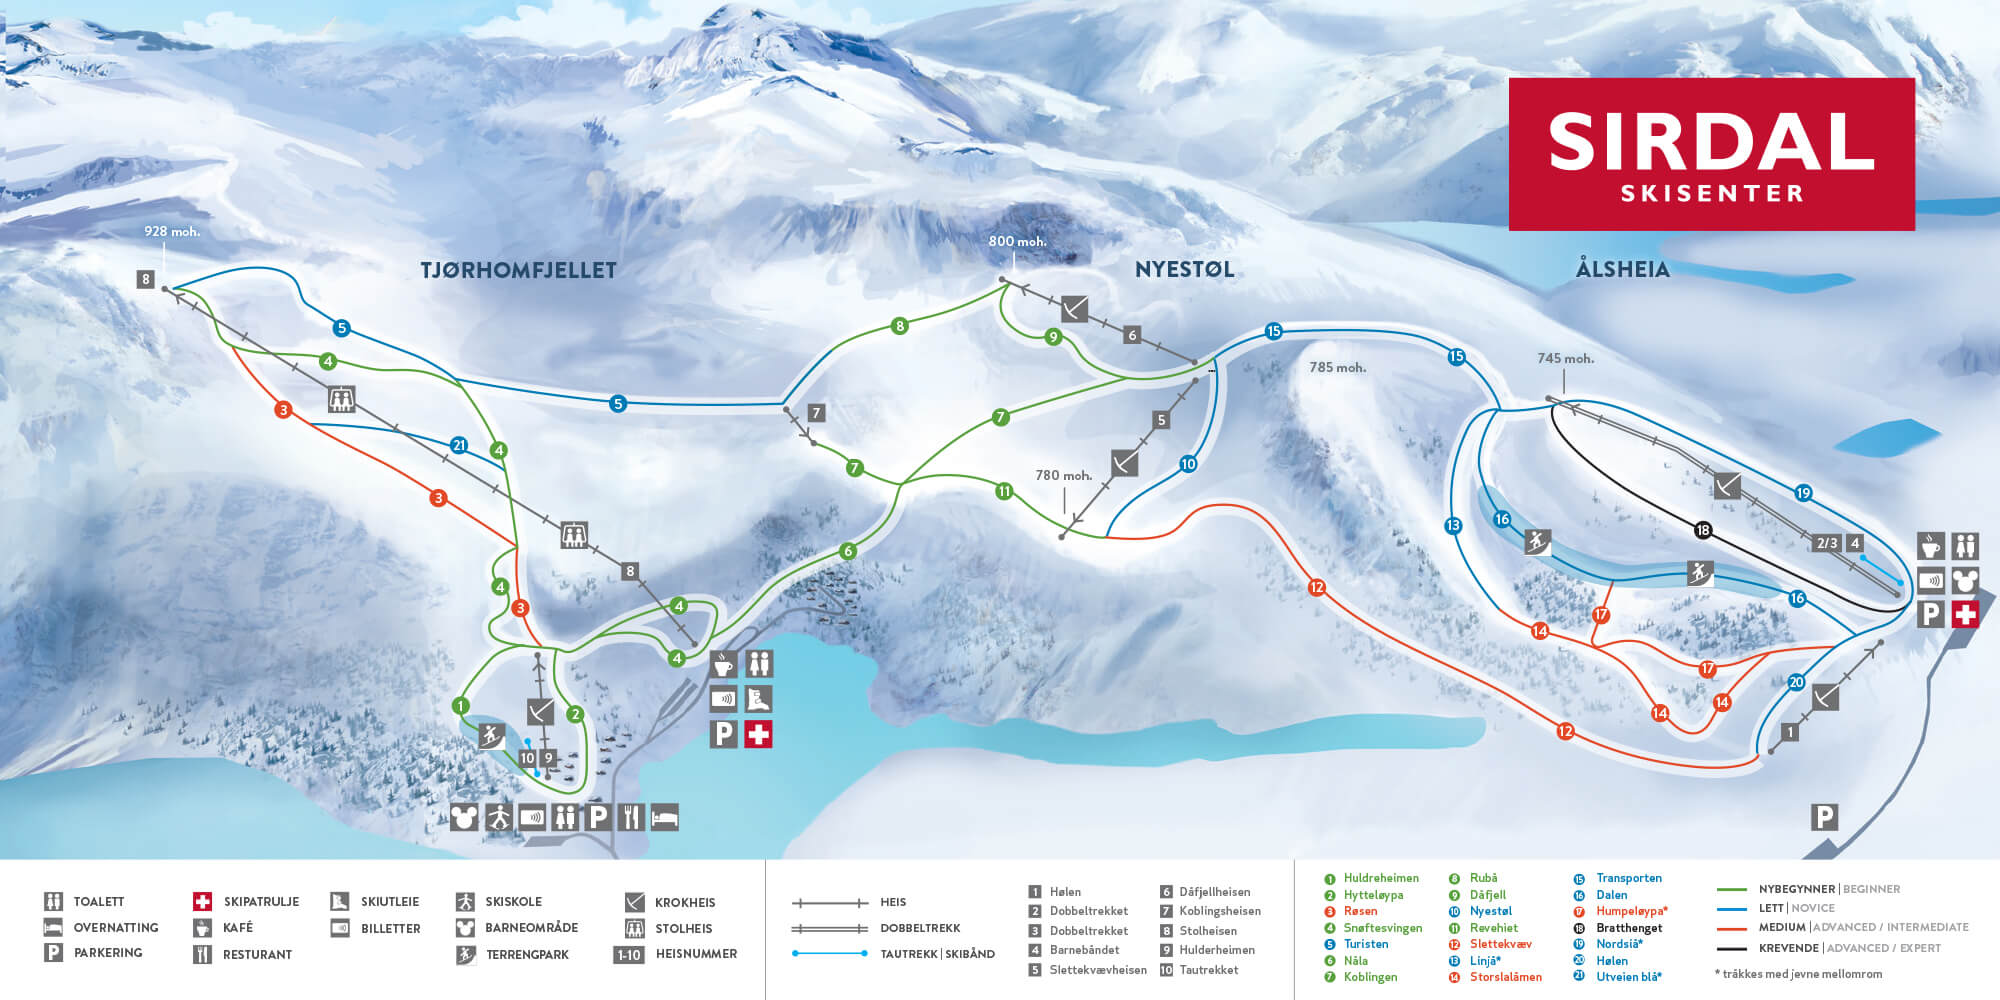 SIRDAL
SKISENTER
928 moh.
TJØRHOMFJELLET
800 moh.
NYESTØL
ÅLSHEIA
8
5
4
3
21
5
4
3
8
4
3
4
4
1
2
10
9
8
7
7
6
9
6
7
5
10
11
780 moh.
785 moh.
745 moh.
15
15
13
16
18
19
2/3
4
16
17
14
17
14
14
12
12
20
1
P
P
P
P
TOALETT
OVERNATTING
P PARKERING
SKIPATRULJE
KAFÉ
RESTURANT
SKIUTLEIE
BILLETTER
SKISKOLE
BARNEOMRÅDE
TERRENGPARK
KROKHEIS
STOLHEIS
1-10 HEISNUMMER
HEIS
DOBBELTREKK
TAUTREKK | SKIBÅND
1 Hølen
2 Dobbeltrekket
3 Dobbeltrekket
4 Barnebåndet
5 Slettekvævheisen
6 Dåfjellheisen
7 Koblingsheisen
8 Stolheisen
9 Hulderheimen
10 Tautrekket
1 Huldreheimen
2 Hytteløypa
3 Røsen
4 Snøftesvingen
5 Turisten
6 Nåla
7 Koblingen
8 Rubå
9 Dåfjell
10 Nyestøl
11 Revehiet
12 Slettekvæv
13 Linjå*
14 Storslalåmen
15 Transporten
16 Dalen
17 Humpeløypa*
18 Bratthenget
19 Nordsiå*
20 Hølen
21 Utveien blå*
NYBEGYNNER | BEGINNER
LETT | NOVICE
MEDIUM | ADVANCED / INTERMEDIATE
KREVENDE | ADVANCED / EXPERT
* tråkkes med jevne mellomrom